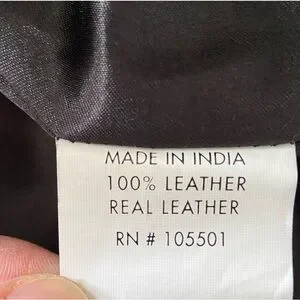 MADE IN INDIA
100% LEATHER
REAL LEATHER
RN # 105501